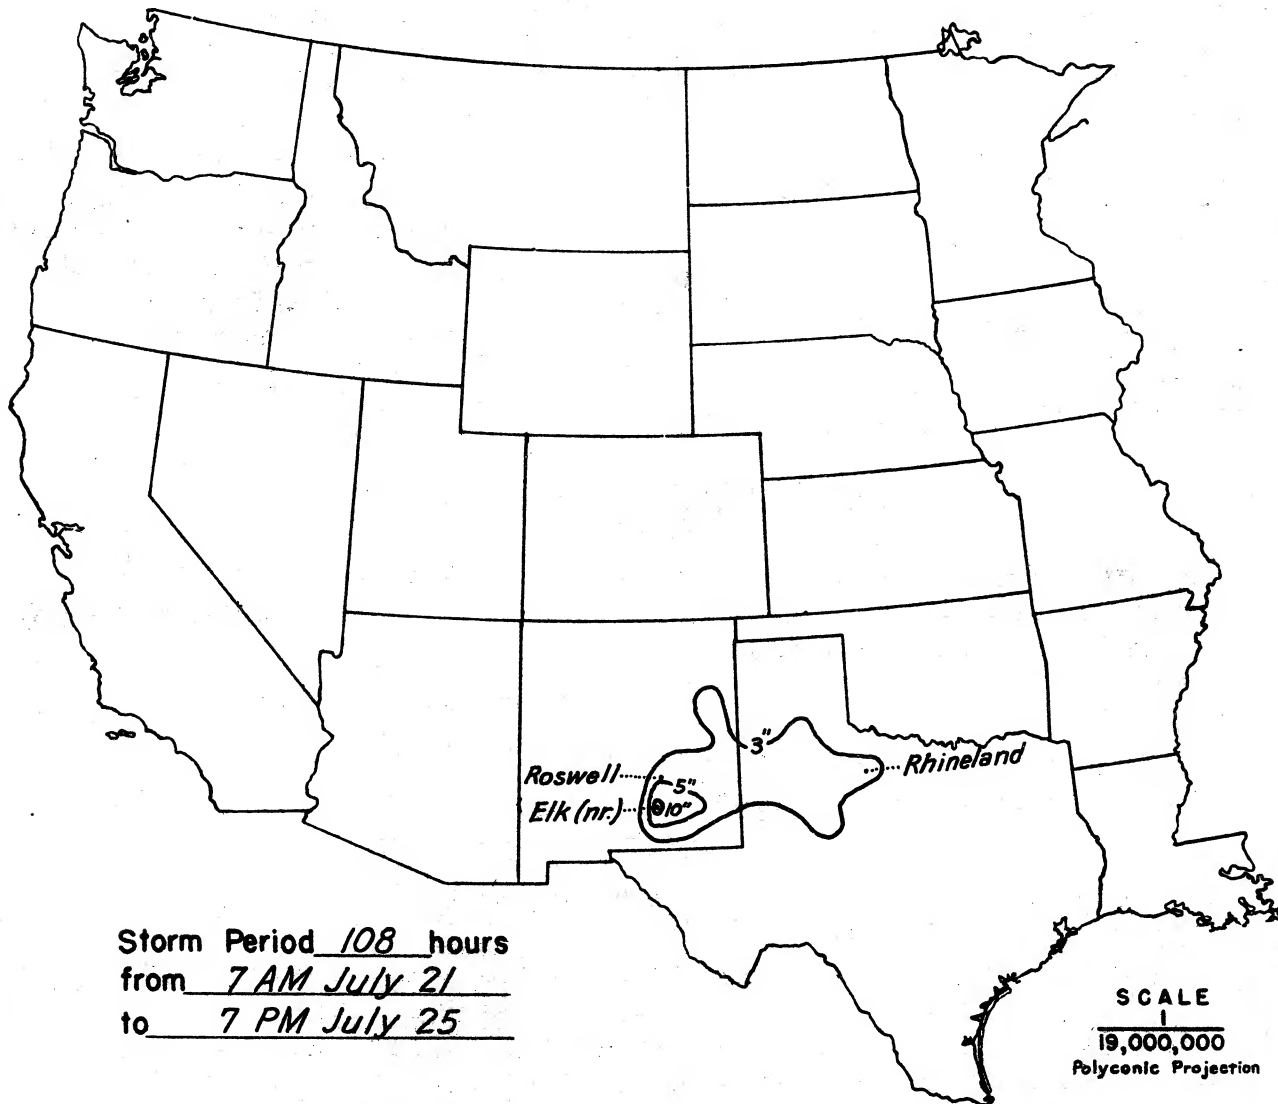 3"
Rhineland
Roswell
5"
Elk (nr.)
10"
Storm Period 108 hours
from 7 AM July 21
to 7 PM July 25
SCALE
1
19,000,000
Polyconic Projection